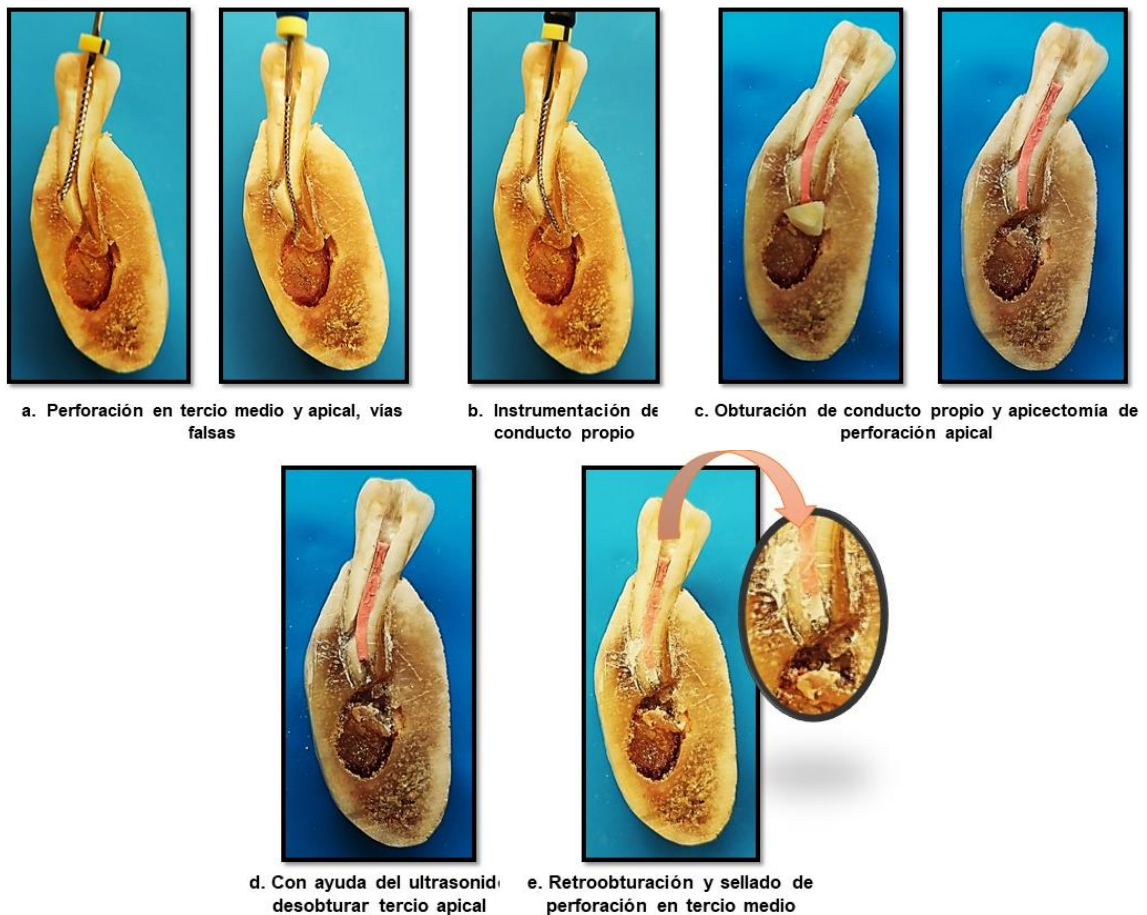 a. Perforación en tercio medio y apical, vías
falsas
b. Instrumentación de
conducto propio
c. Obturación de conducto propio y apicectomía de
perforación apical
d. Con ayuda del ultrasonid
desobturar tercio apical
e. Retroobturación y sellado de
perforación en tercio medio